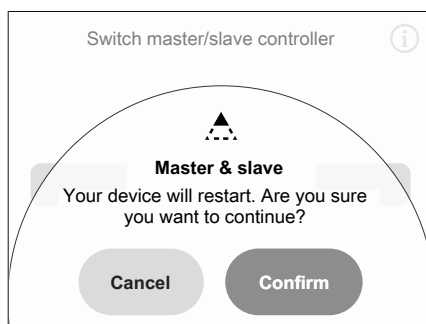 Switch master/slave controller
Master & slave
Your device will restart. Are you sure
you want to continue?
Cancel
Confirm